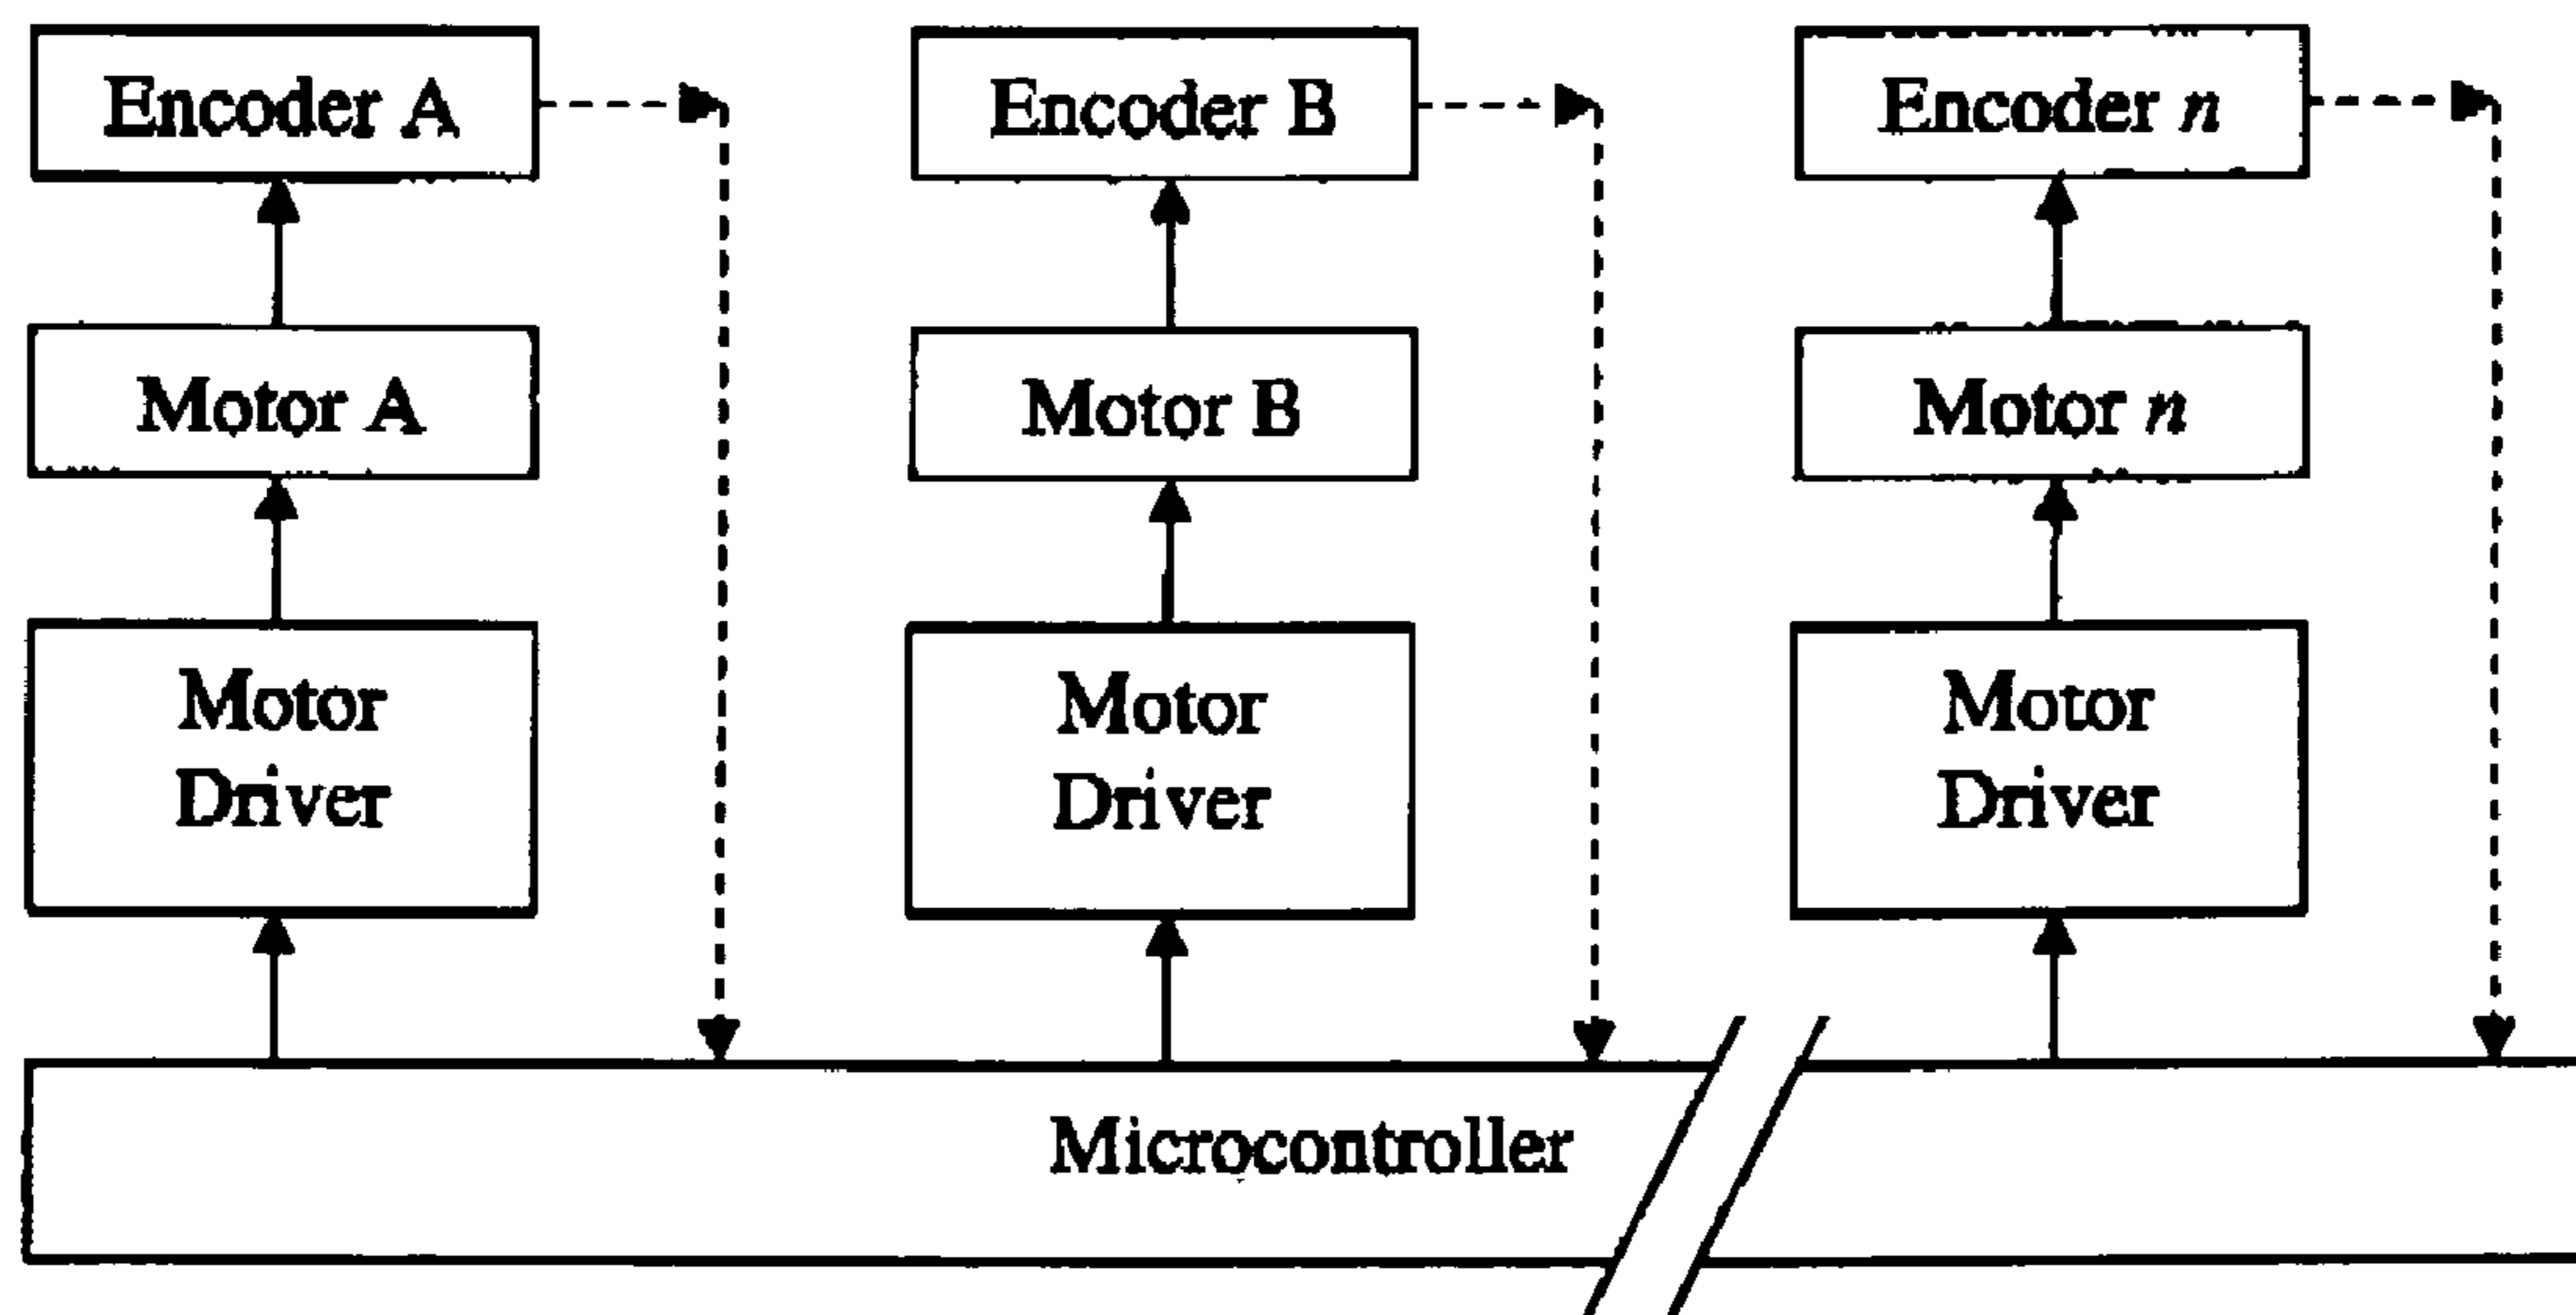 Encoder A
Encoder B
Encoder n
Motor A
Motor B
Motor n
Motor
Driver
Motor
Driver
Motor
Driver
Microcontroller